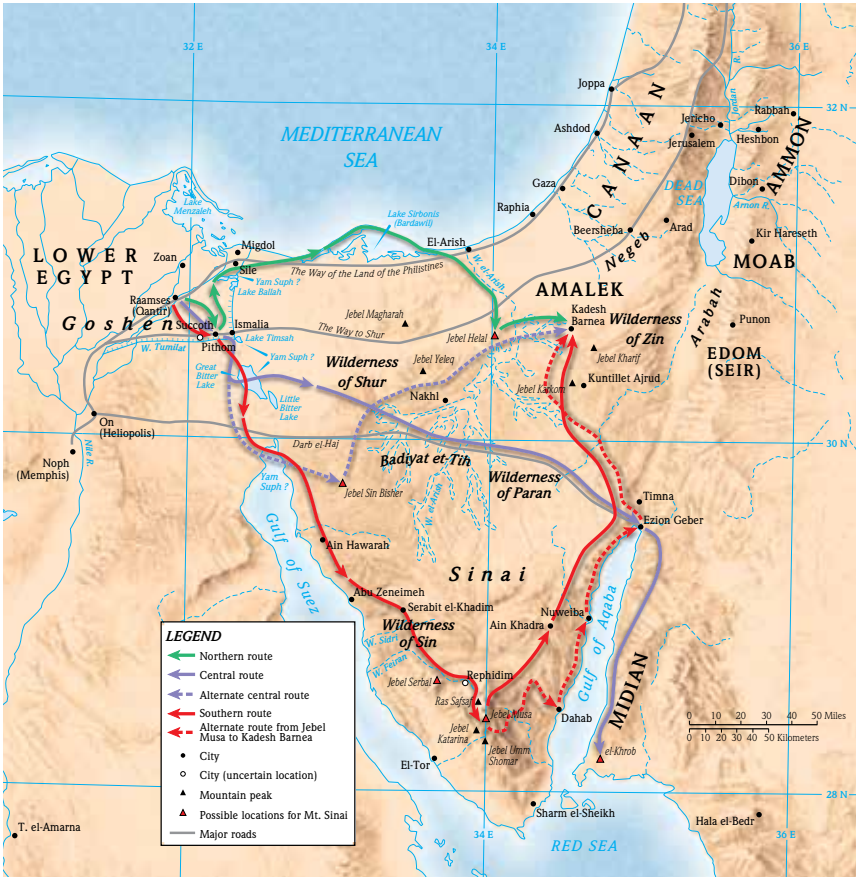 32 E
34 E
36 E
Joppa
32 N
Jordan
R.
Rabbah
Jericho
Heshbon
Ashdod
Jerusalem
CANAAN
AMMON
MEDITERRANEAN
SEA
DEAD
SEA
Dibon
Gaza
Arnon R.
Lake
Menzaleh
Raphia
Lake Sirbonis
(Bardawil)
Beersheba
Arad
Kir Hareseth
Migdol
El-Arish
Negeb
MOAB
LOWER
EGYPT
Zoan
Sile
The Way of the Land of the Philistines
W. el-Arish
Yam Suph ?
Lake Ballah
AMALEK
Arabah
Raamses
(Qantir)
Goshen
Succoth
Ismalia
Jebel Magharah
The Way to Shur
Kadesh
Barnea
Wilderness
of Zin
Punon
Pithom
Lake Timsah
W. Tumilat
Jebel Helal
Yam Suph ?
Jebel Kharif
EDOM
(SEIR)
Great
Bitter
Lake
Wilderness
of Shur
Jebel Yeleq
Jebel Karkom
Kuntillet Ajrud
Little
Bitter
Lake
Nakhl
On
(Heliopolis)
Darb el-Haj
Badiyat et-Tih
Nile R.
Noph
(Memphis)
30 N
Yam
Suph ?
Jebel Sin Bisher
W. el-Arish
Wilderness
of Paran
Timna
Ezion Geber
Gulf of Suez
Ain Hawarah
Sinai
Abu Zeneimeh
Serabit el-Khadim
Nuweiba
Gulf of Aqaba
Wilderness
of Sin
Ain Khadra
W. Sidri
W. Feiran
Rephidim
Jebel Serbal
MIDIAN
Ras Safsaf
Jebel Musa
Dahab
Jebel
Katarina
Jebel Umm
Shomar
el-Khrob
El-Tor
28 N
Sharm el-Sheikh
Hala el-Bedr
T. el-Amarna
34 E
36 E
RED SEA
LEGEND
Northern route
Central route
Alternate central route
Southern route
Alternate route from Jebel
Musa to Kadesh Barnea
City
City (uncertain location)
Mountain peak
Possible locations for Mt. Sinai
Major roads
0 10 20 30 40 50 Miles
0 10 20 30 40 50 Kilometers